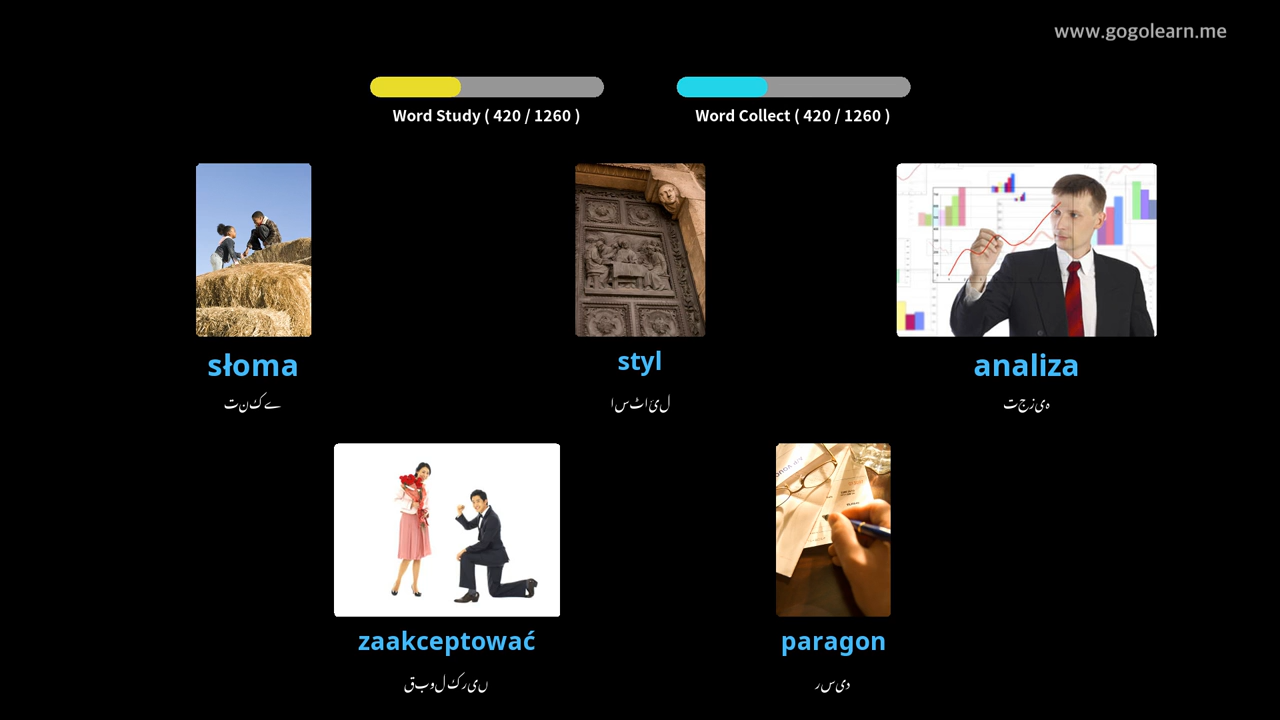 www.gogolearn.me
Word Study ( 420 / 1260 )
Word Collect ( 420 / 1260 )
słoma
تنکے
styl
اسٹائل
analiza
تجزیہ
zaakceptować
قبول کریں
paragon
رسید